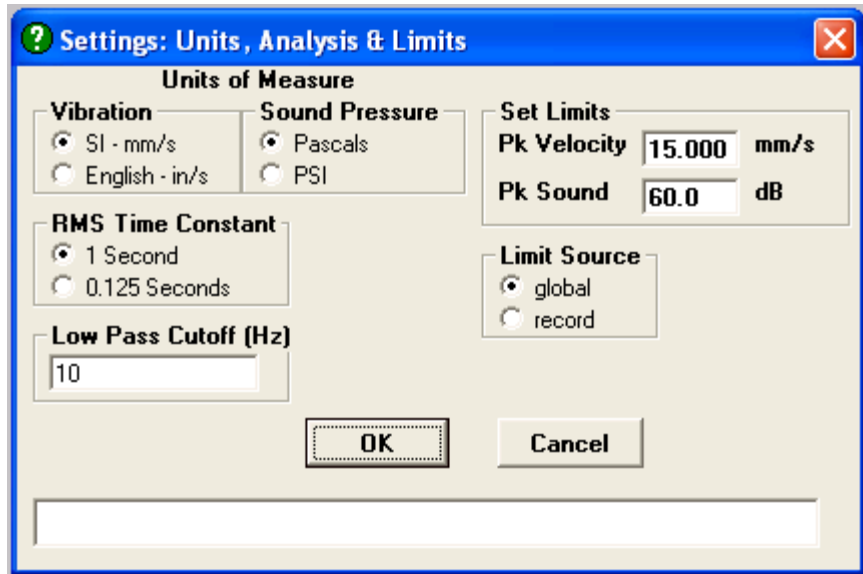 Settings: Units, Analysis & Limits
Units of Measure
Vibration
SI - mm/s
English - in/s
Sound Pressure
Pascals
PSI
Set Limits
Pk Velocity 15.000 mm/s
Pk Sound 60.0 dB
RMS Time Constant
1 Second
0.125 Seconds
Limit Source
global
record
Low Pass Cutoff (Hz)
10
OK
Cancel